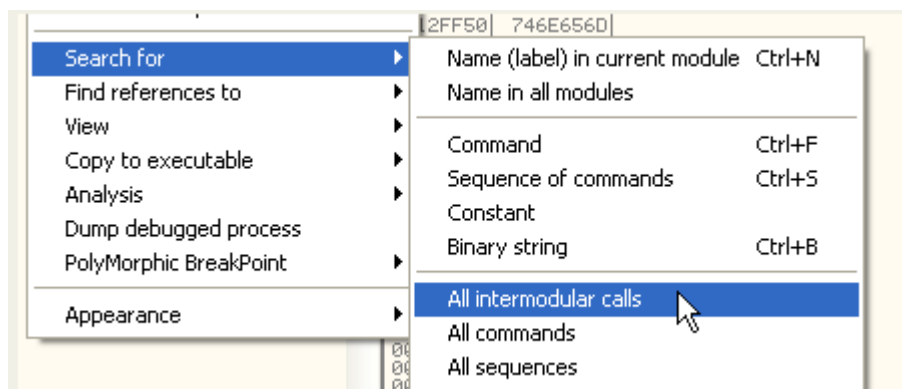 2FF50| 746E656D|
Search for
Find references to
View
Copy to executable
Analysis
Dump debugged process
PolyMorphic BreakPoint
Appearance
Name (label) in current module Ctrl+N
Name in all modules
Command Ctrl+F
Sequence of commands Ctrl+S
Constant
Binary string Ctrl+B
All intermodular calls
All commands
All sequences